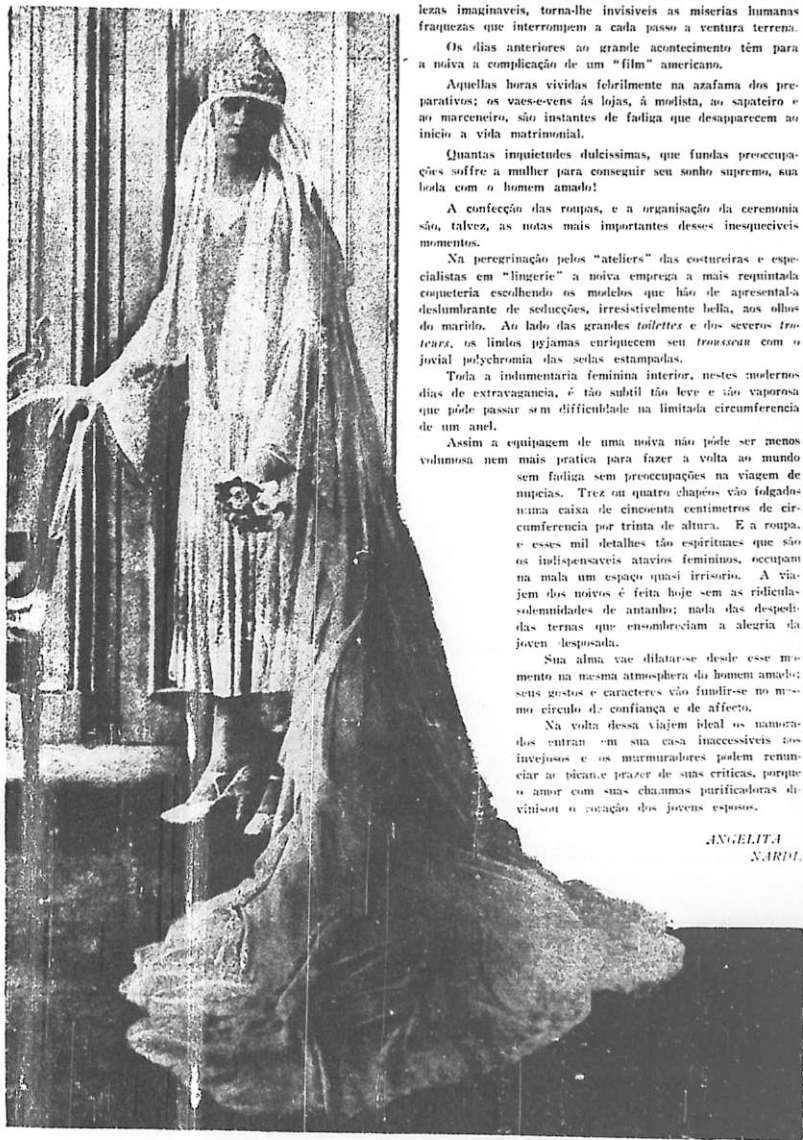 lezas imaginaveis, torna-lhe invisiveis as miserias humanas
fraquezas que interrompem a cada passo a ventura terrena.
Os dias anteriores ao grande acontecimento têm para
a noiva a complicação de um "film" americano.
Aquellas horas vividas febrilmente na azafama dos pre-
parativos; os vaes-e-vens ás lojas, á modista, ao sapateiro e
ao marceneiro, são instantes de fadiga que desapparecem ao
inicio a vida matrimonial.
Quantas inquietudes dulcissimas, que fundas preoccupa-
ções soffre a mulher para conseguir seu sonho supremo, sua
boda com o homem amado!
A confecção das roupas, e a organisação da ceremonia
são, talvez, as notas mais importantes desses inesqueciveis
momentos.
Na peregrinação pelos "ateliers" das costureiras e espe-
cialistas em "lingerie" a noiva emprega a mais requintada
coqueteria escolhendo os modelos que hão de apresental-a
deslumbrante de seducções, irresistivelmente bella, aos olhos
do marido. Ao lado das grandes toilettes e dos severos tro-
teurs, os lindos pyjamas enriquecem seu trousseau com o
jovial polychromia das sedas estampadas.
Toda a indumentaria feminina interior, nestes modernos
dias de extravagancia, é tão subtil tão leve e tão vaporosa
que póde passar sem difficuldade na limitada circumferencia
de um anel.
Assim a equipagem de uma noiva não póde ser menos
volumosa nem mais pratica para fazer a volta ao mundo
sem fadiga sem preoccupações na viagem de
nupcias. Trez ou quatro chapéos vão folgados
numa caixa de cincoenta centimetros de cir-
cumferencia por trinta de altura. E a roupa,
e esses mil detalhes tão espirituaes que são
os indispensaveis atavios femininos, occupam
na mala um espaço quasi irrisorio. A via-
jem dos noivos é feita hoje sem as ridiculas
solemnidades de antanho; nada das despedi-
das ternas que ensombreciam a alegria da
joven desposada.
Sua alma vae dilatar-se desde esse mo-
mento na mesma atmosphera do homem amado;
seus gostos e caracteres vão fundir-se no mes-
mo circulo de confiança e de affecto.
Na volta dessa viajem ideal os namora-
dos entram em sua casa inaccessiveis aos
invejosos e os murmuradores podem renun-
ciar ao picante prazer de suas criticas, porque
o amor com suas chammas purificadoras di-
vinisou o coração dos jovens esposos.
ANGELITA
NARDI.